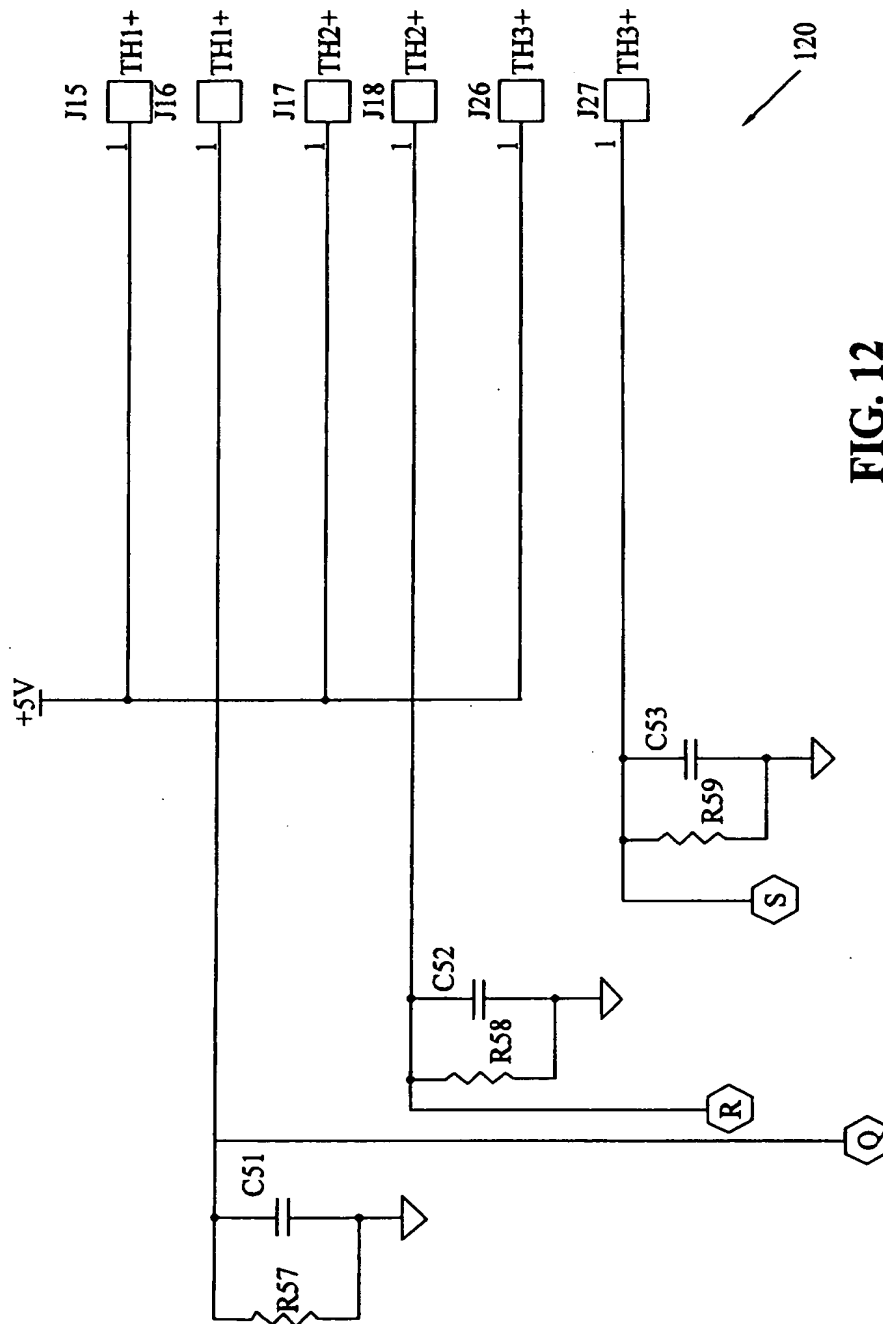 +5V
J15
TH1+
1
J16
TH1+
1
J17
TH2+
1
J18
TH2+
1
J26
TH3+
1
J27
TH3+
1
C51
R57
C52
R58
C53
R59
Q
R
S
120
FIG. 12